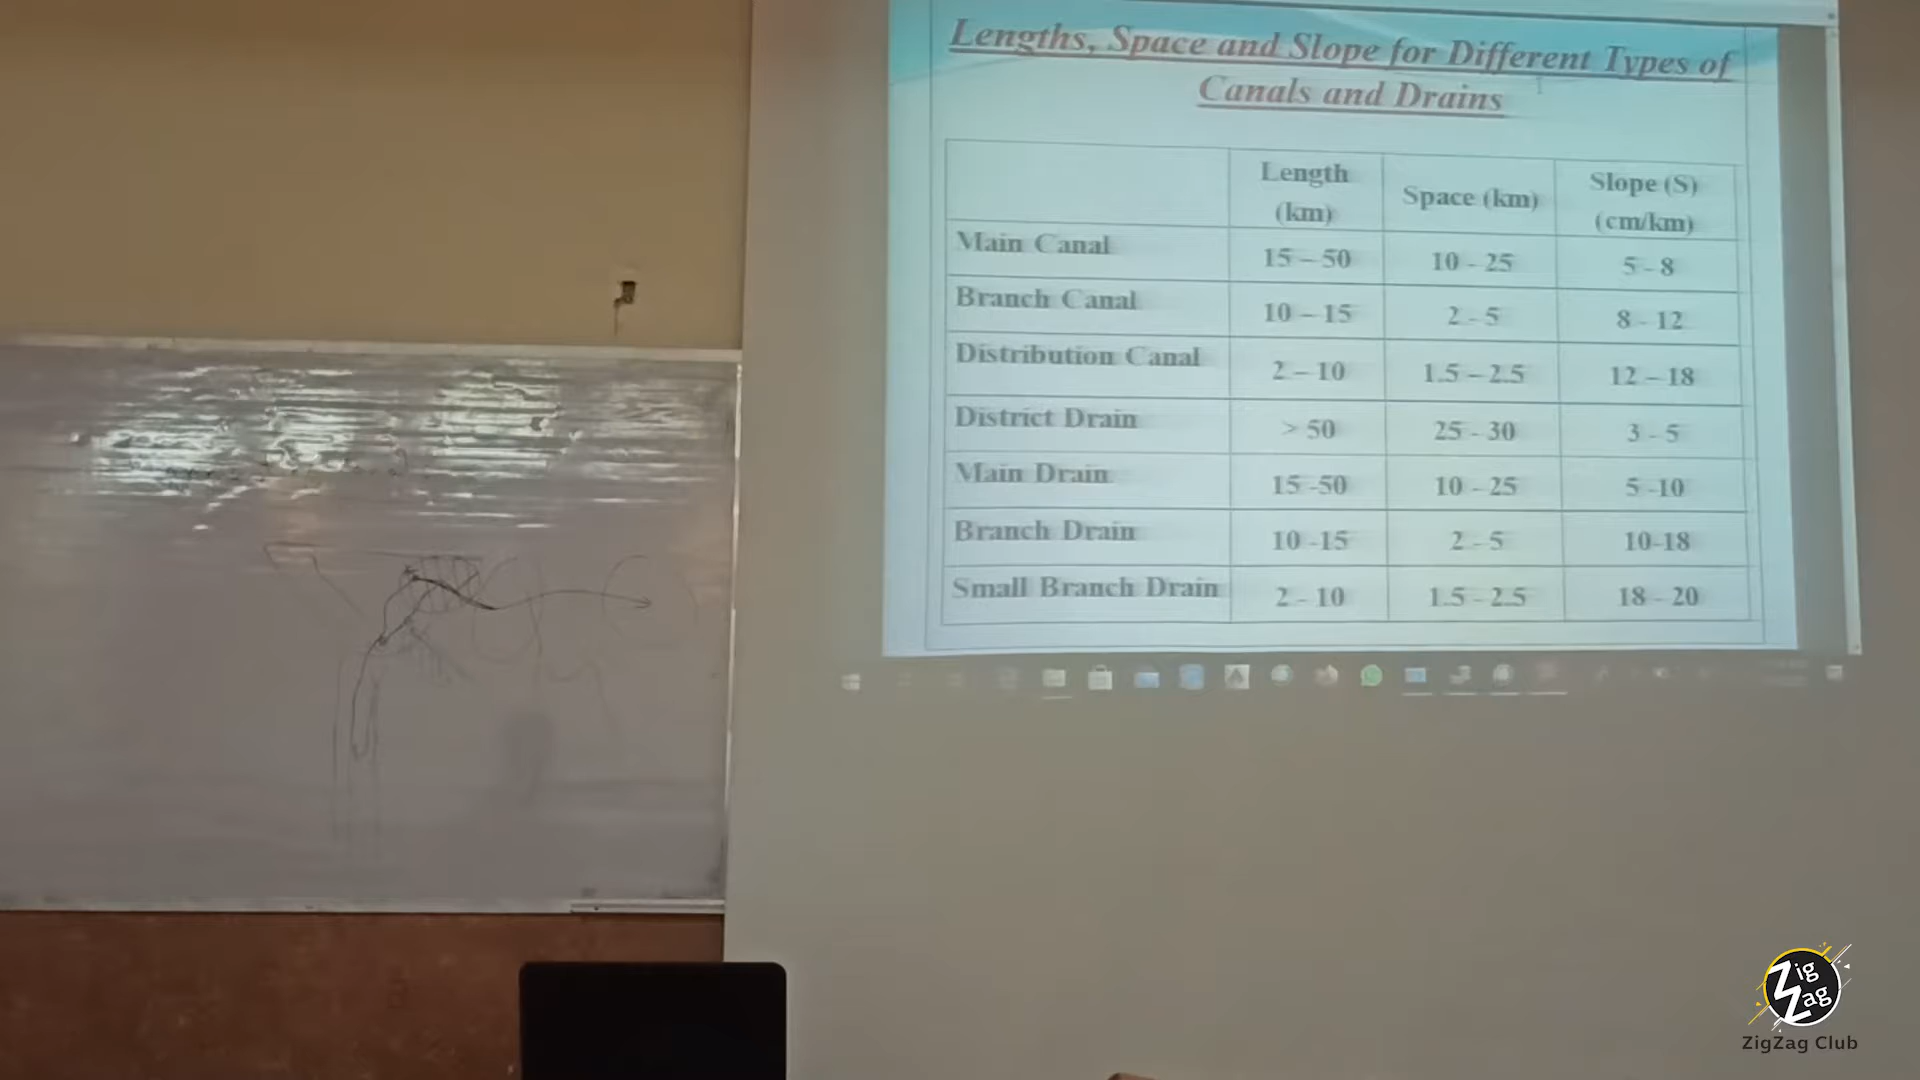 Lengths, Space and Slope for Different Types of
Canals and Drains
Length
(km)
Space (km)
Slope (S)
(cm/km)
Main Canal 15 – 50 10 - 25 5 - 8
Branch Canal 10 – 15 2 - 5 8 - 12
Distribution Canal 2 – 10 1.5 – 2.5 12 – 18
District Drain > 50 25 - 30 3 - 5
Main Drain 15 -50 10 - 25 5 -10
Branch Drain 10 -15 2 - 5 10-18
Small Branch Drain 2 - 10 1.5 - 2.5 18 - 20
Zig
Zag
ZigZag Club